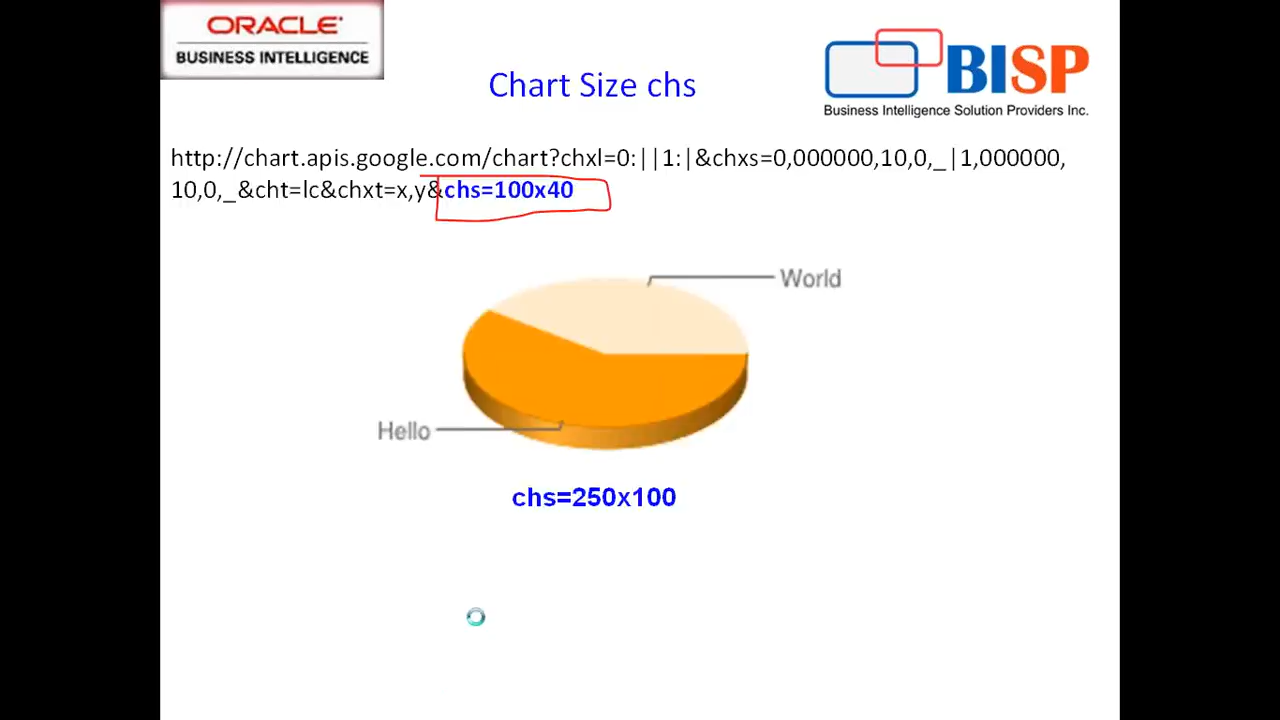 ORACLE
BUSINESS INTELLIGENCE
BISP
Business Intelligence Solution Providers Inc.
Chart Size chs
http://chart.apis.google.com/chart?chxl=0:||1:|&chxs=0,000000,10,0,_|1,000000,
10,0,_&cht=lc&chxt=x,y&chs=100x40
World
Hello
chs=250x100